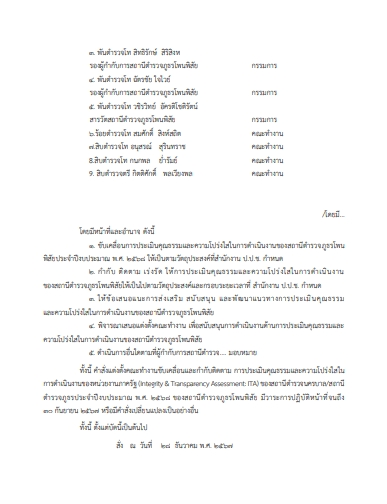 ๓. พันตำรวจโท สิทธิรักษ์ สิริสิงห
รองผู้กำกับการสถานีตำรวจภูธรโพนพิสัย กรรมการ
๔. พันตำรวจโท ฉัตรชัย ใจไวย์
รองผู้กำกับการสถานีตำรวจภูธรโพนพิสัย กรรมการ
๕. พันตำรวจโท วชิรวิทย์ อัครดีโชติรัตน์
สารวัตสถานีตำรวจภูธรโพนพิสัย กรรมการ
๖.ร้อยตำรวจโท สมศักดิ์ สิงห์สถิต คณะทำงาน
๗.สิบตำรวจโท อนุสรณ์ สุรินทราช คณะทำงาน
8.สิบตำรวจโท กนกพล ย่ำรัมย์ คณะทำงาน
9. สิบตำรวจตรี กิตติศักดิ์ พลเวียงพล คณะทำงาน
/โดยมี...
โดยมีหน้าที่และอำนาจ ดังนี้
๑. ขับเคลื่อนการประเมินคุณธรรมและความโปร่งใสในการดำเนินงานของสถานีตำรวจภูธรโพน
พิสัยประจำปีงบประมาณ พ.ศ. ๒๕๖๘ ให้เป็นตามวัตถุประสงค์ที่สำนักงาน ป.ป.ช. กำหนด
๒. กำกับ ติดตาม เร่งรัด ให้การประเมินคุณธรรมและความโปร่งใสในการดำเนินงาน
ของสถานีตำรวจภูธรโพนพิสัยให้เป็นไปตามวัตถุประสงค์และกรอบระยะเวลาที่ สำนักงาน ป.ป.ช. กำหนด
๓. ให้ข้อเสนอแนะการส่งเสริม สนับสนุน และพัฒนาแนวทางการประเมินคุณธรรม
และความโปร่งใสในการดำเนินงานของสถานีตำรวจภูธรโพนพิสัย
๔. พิจารณาเสนอแต่งตั้งคณะทำงาน เพื่อสนับสนุนการดำเนินงานด้านการประเมินคุณธรรมและ
ความโปร่งใสในการดำเนินงานของสถานีตำรวจภูธรโพนพิสัย
๕. ดำเนินการอื่นใดตามที่ผู้กำกับการสถานีตำรวจ... มอบหมาย
ทั้งนี้ คำสั่งแต่งตั้งคณะทำงานขับเคลื่อนและกำกับติดตาม การประเมินคุณธรรมและความโปร่งใสใน
การดำเนินงานของหน่วยงานภาครัฐ (Integrity & Transparency Assessment: ITA) ของสถานีตำรวจนครบาล/สถานี
ตำรวจภูธรประจำปีงบประมาณ พ.ศ. ๒๕๖๘ ของสถานีตำรวจภูธรโพนพิสัย มีวาระการปฏิบัติหน้าที่จนถึง
๓๐ กันยายน ๒๕๖๗ หรือมีคำสั่งเปลี่ยนแปลงเป็นอย่างอื่น
ทั้งนี้ ตั้งแต่บัดนี้เป็นต้นไป
สั่ง ณ วันที่ ๒๘ ธันวาคม พ.ศ. ๒๕๖๗